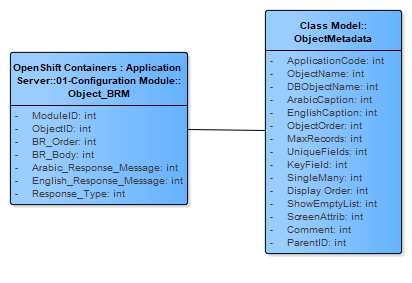 OpenShift Containers : Application
Server::01-Configuration Module::
Object_BRM
- ModuleID: int
- ObjectID: int
- BR_Order: int
- BR_Body: int
- Arabic_Response_Message: int
- English_Response_Message: int
- Response_Type: int
Class Model::
ObjectMetadata
- ApplicationCode: int
- ObjectName: int
- DBObjectName: int
- ArabicCaption: int
- EnglishCaption: int
- ObjectOrder: int
- MaxRecords: int
- UniqueFields: int
- KeyField: int
- SingleMany: int
- Display Order: int
- ShowEmptyList: int
- ScreenAttrib: int
- Comment: int
- ParentID: int